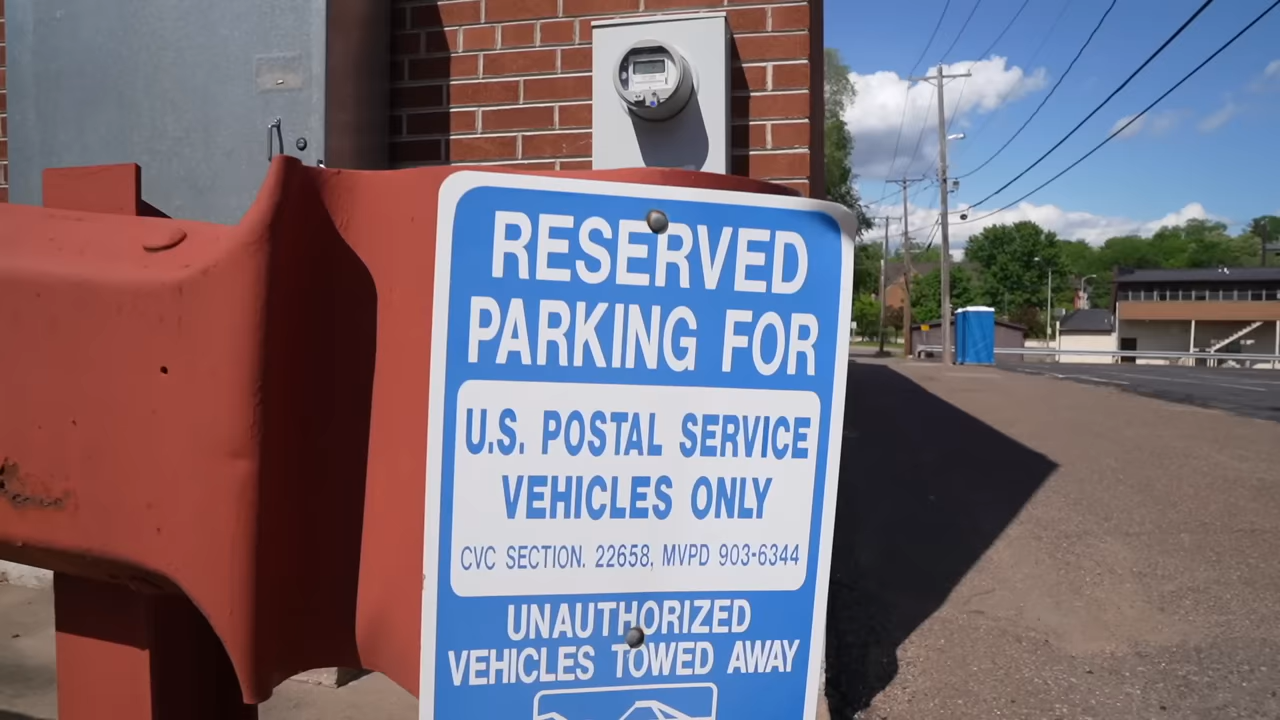 RESERVED
PARKING FOR
U.S. POSTAL SERVICE
VEHICLES ONLY
CVC SECTION. 22658, MVPD 903-6344
UNAUTHORIZED
VEHICLES TOWED AWAY